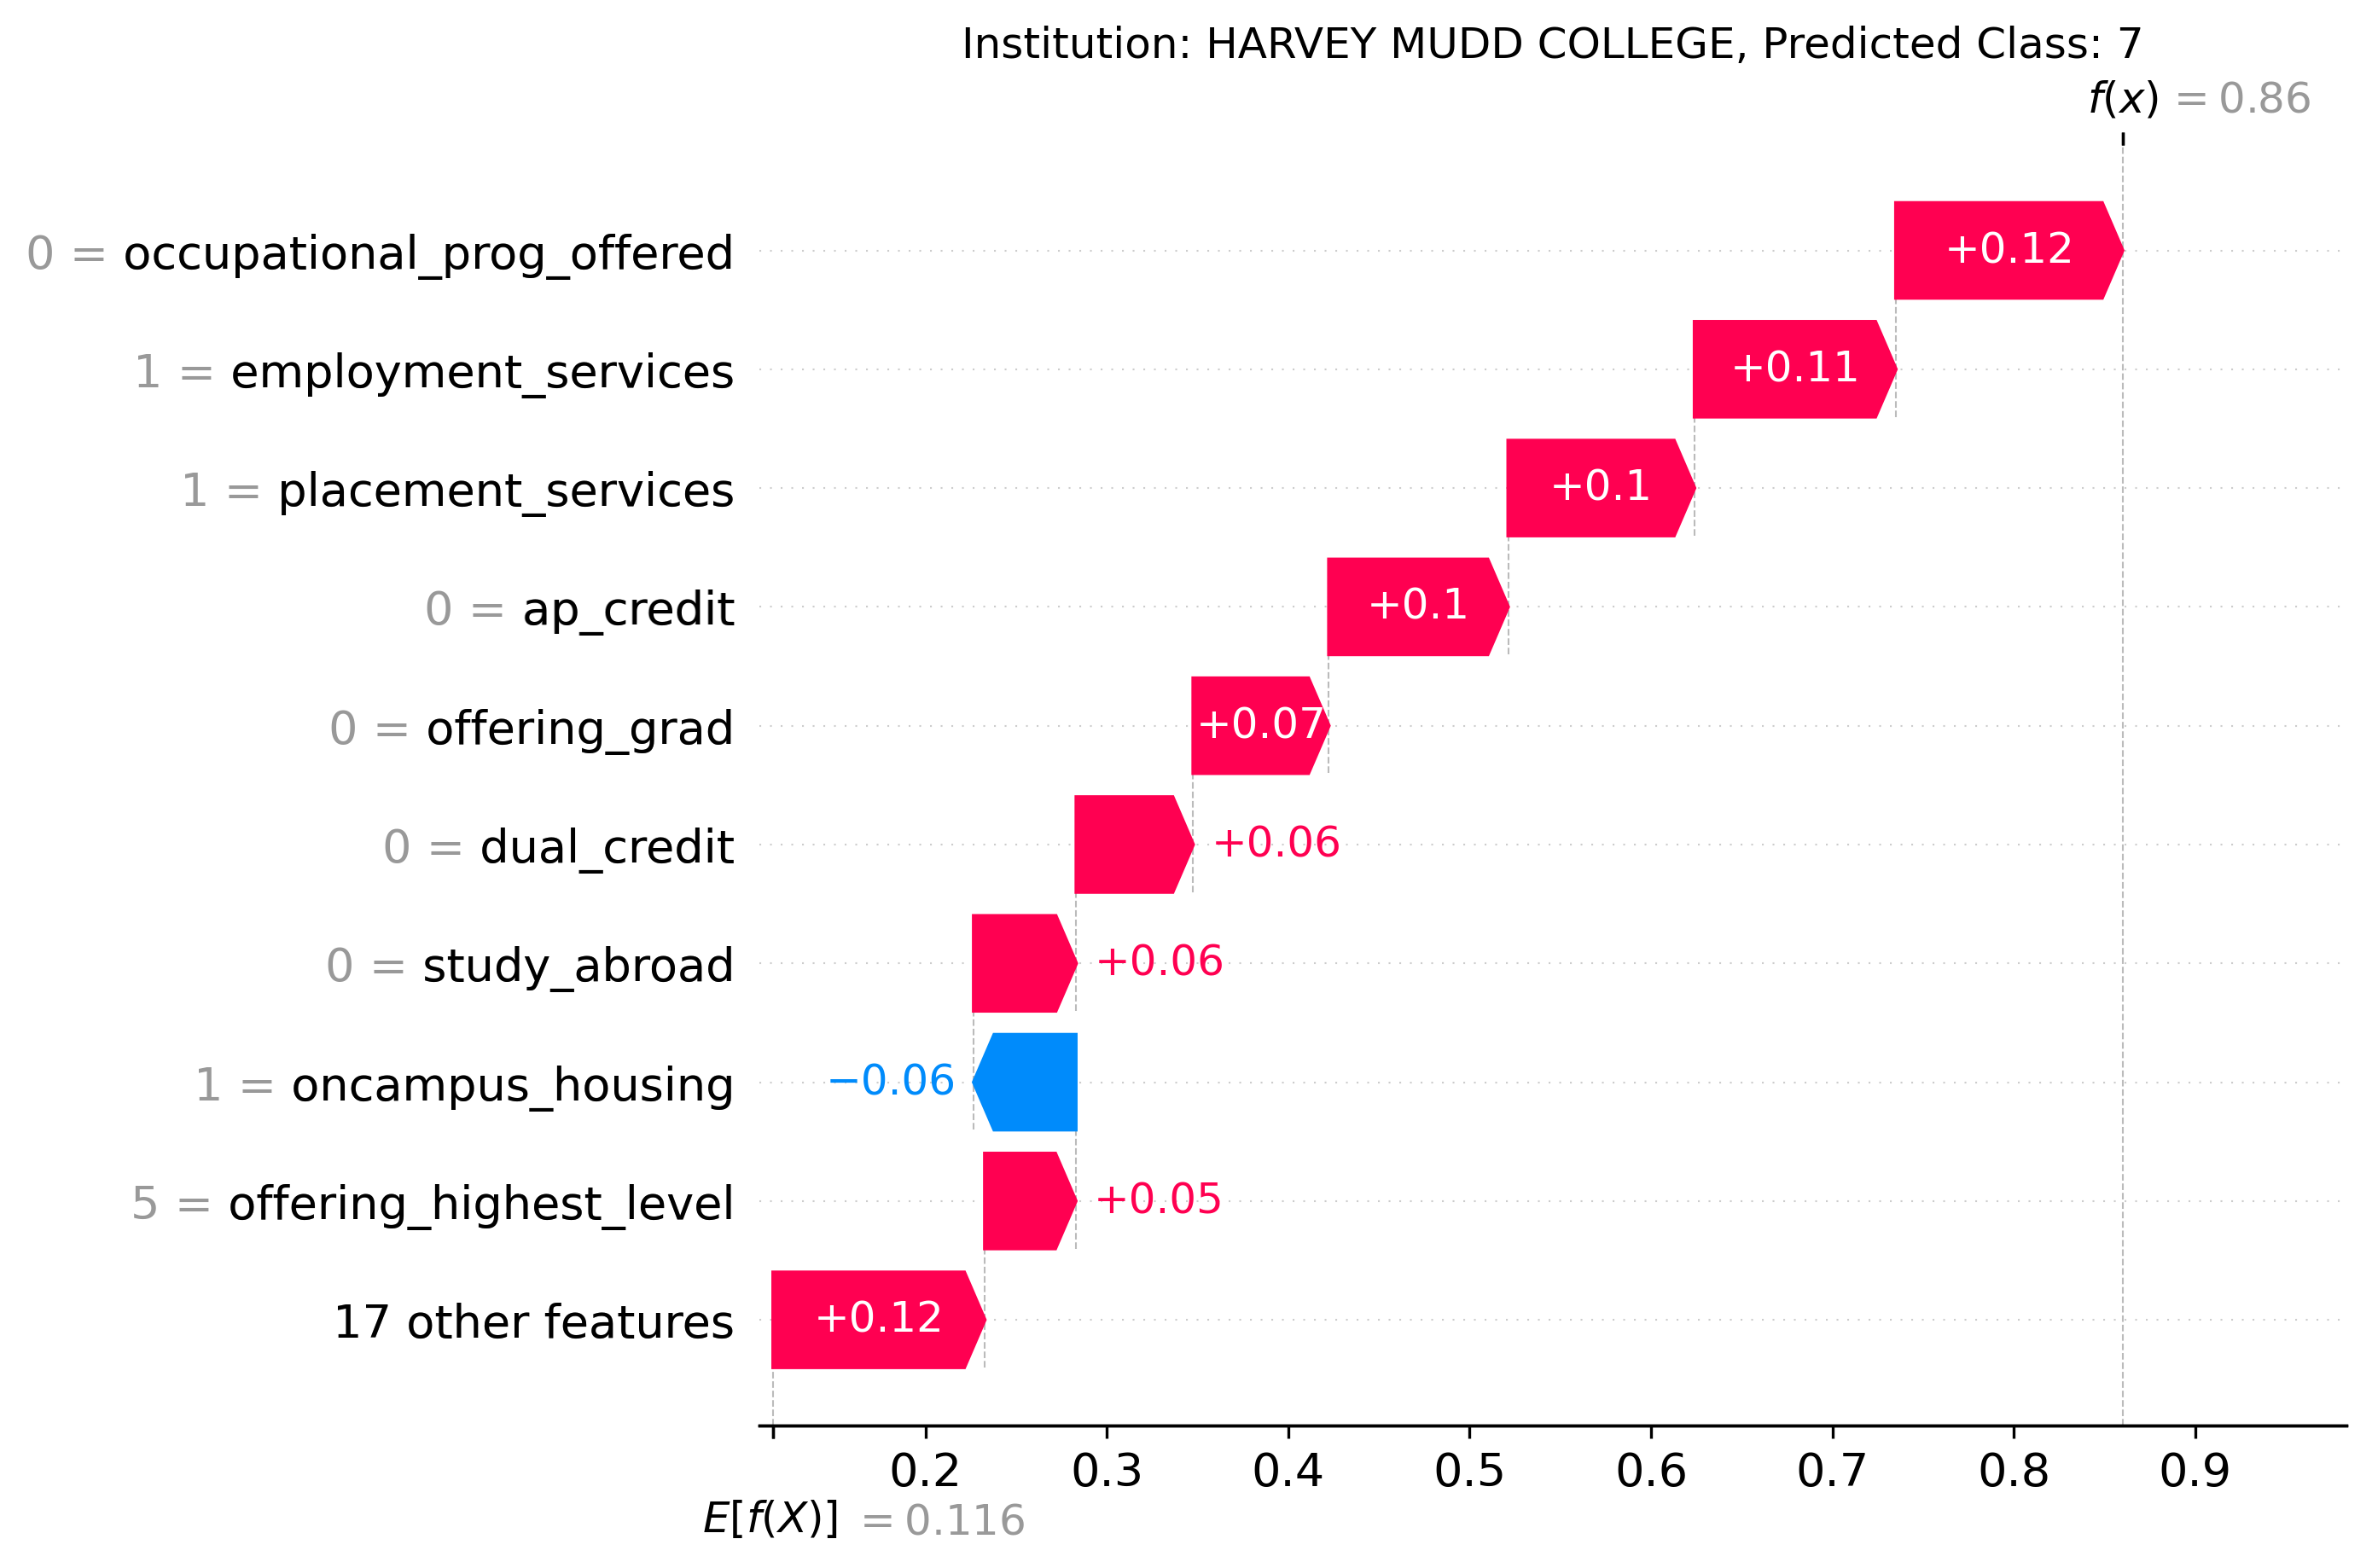 Institution: HARVEY MUDD COLLEGE, Predicted Class: 7
f(x) = 0.86
0 = occupational_prog_offered +0.12
1 = employment_services +0.11
1 = placement_services +0.1
0 = ap_credit +0.1
0 = offering_grad +0.07
0 = dual_credit +0.06
0 = study_abroad +0.06
1 = oncampus_housing −0.06
5 = offering_highest_level +0.05
17 other features +0.12
0.2 0.3 0.4 0.5 0.6 0.7 0.8 0.9
E[f(X)] = 0.116